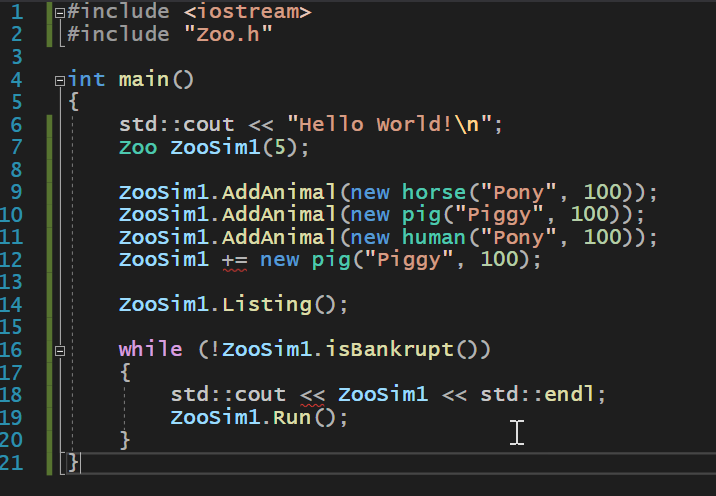 1 #include <iostream>
2 #include "Zoo.h"
3
4 int main()
5 {
6 std::cout << "Hello World!\n";
7 Zoo ZooSim1(5);
8
9 ZooSim1.AddAnimal(new horse("Pony", 100));
10 ZooSim1.AddAnimal(new pig("Piggy", 100));
11 ZooSim1.AddAnimal(new human("Pony", 100));
12 ZooSim1 += new pig("Piggy", 100);
13
14 ZooSim1.Listing();
15
16 while (!ZooSim1.isBankrupt())
17 {
18 std::cout << ZooSim1 << std::endl;
19 ZooSim1.Run();
20 }
21 }